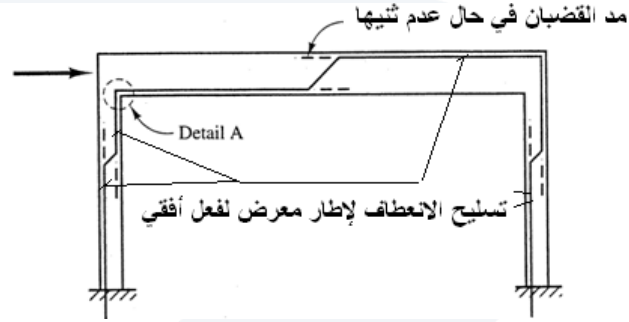 مد القضبان في حال عدم ثنيها
Detail A
تسليح الانعطاف لإطار معرض لفعل أفقي